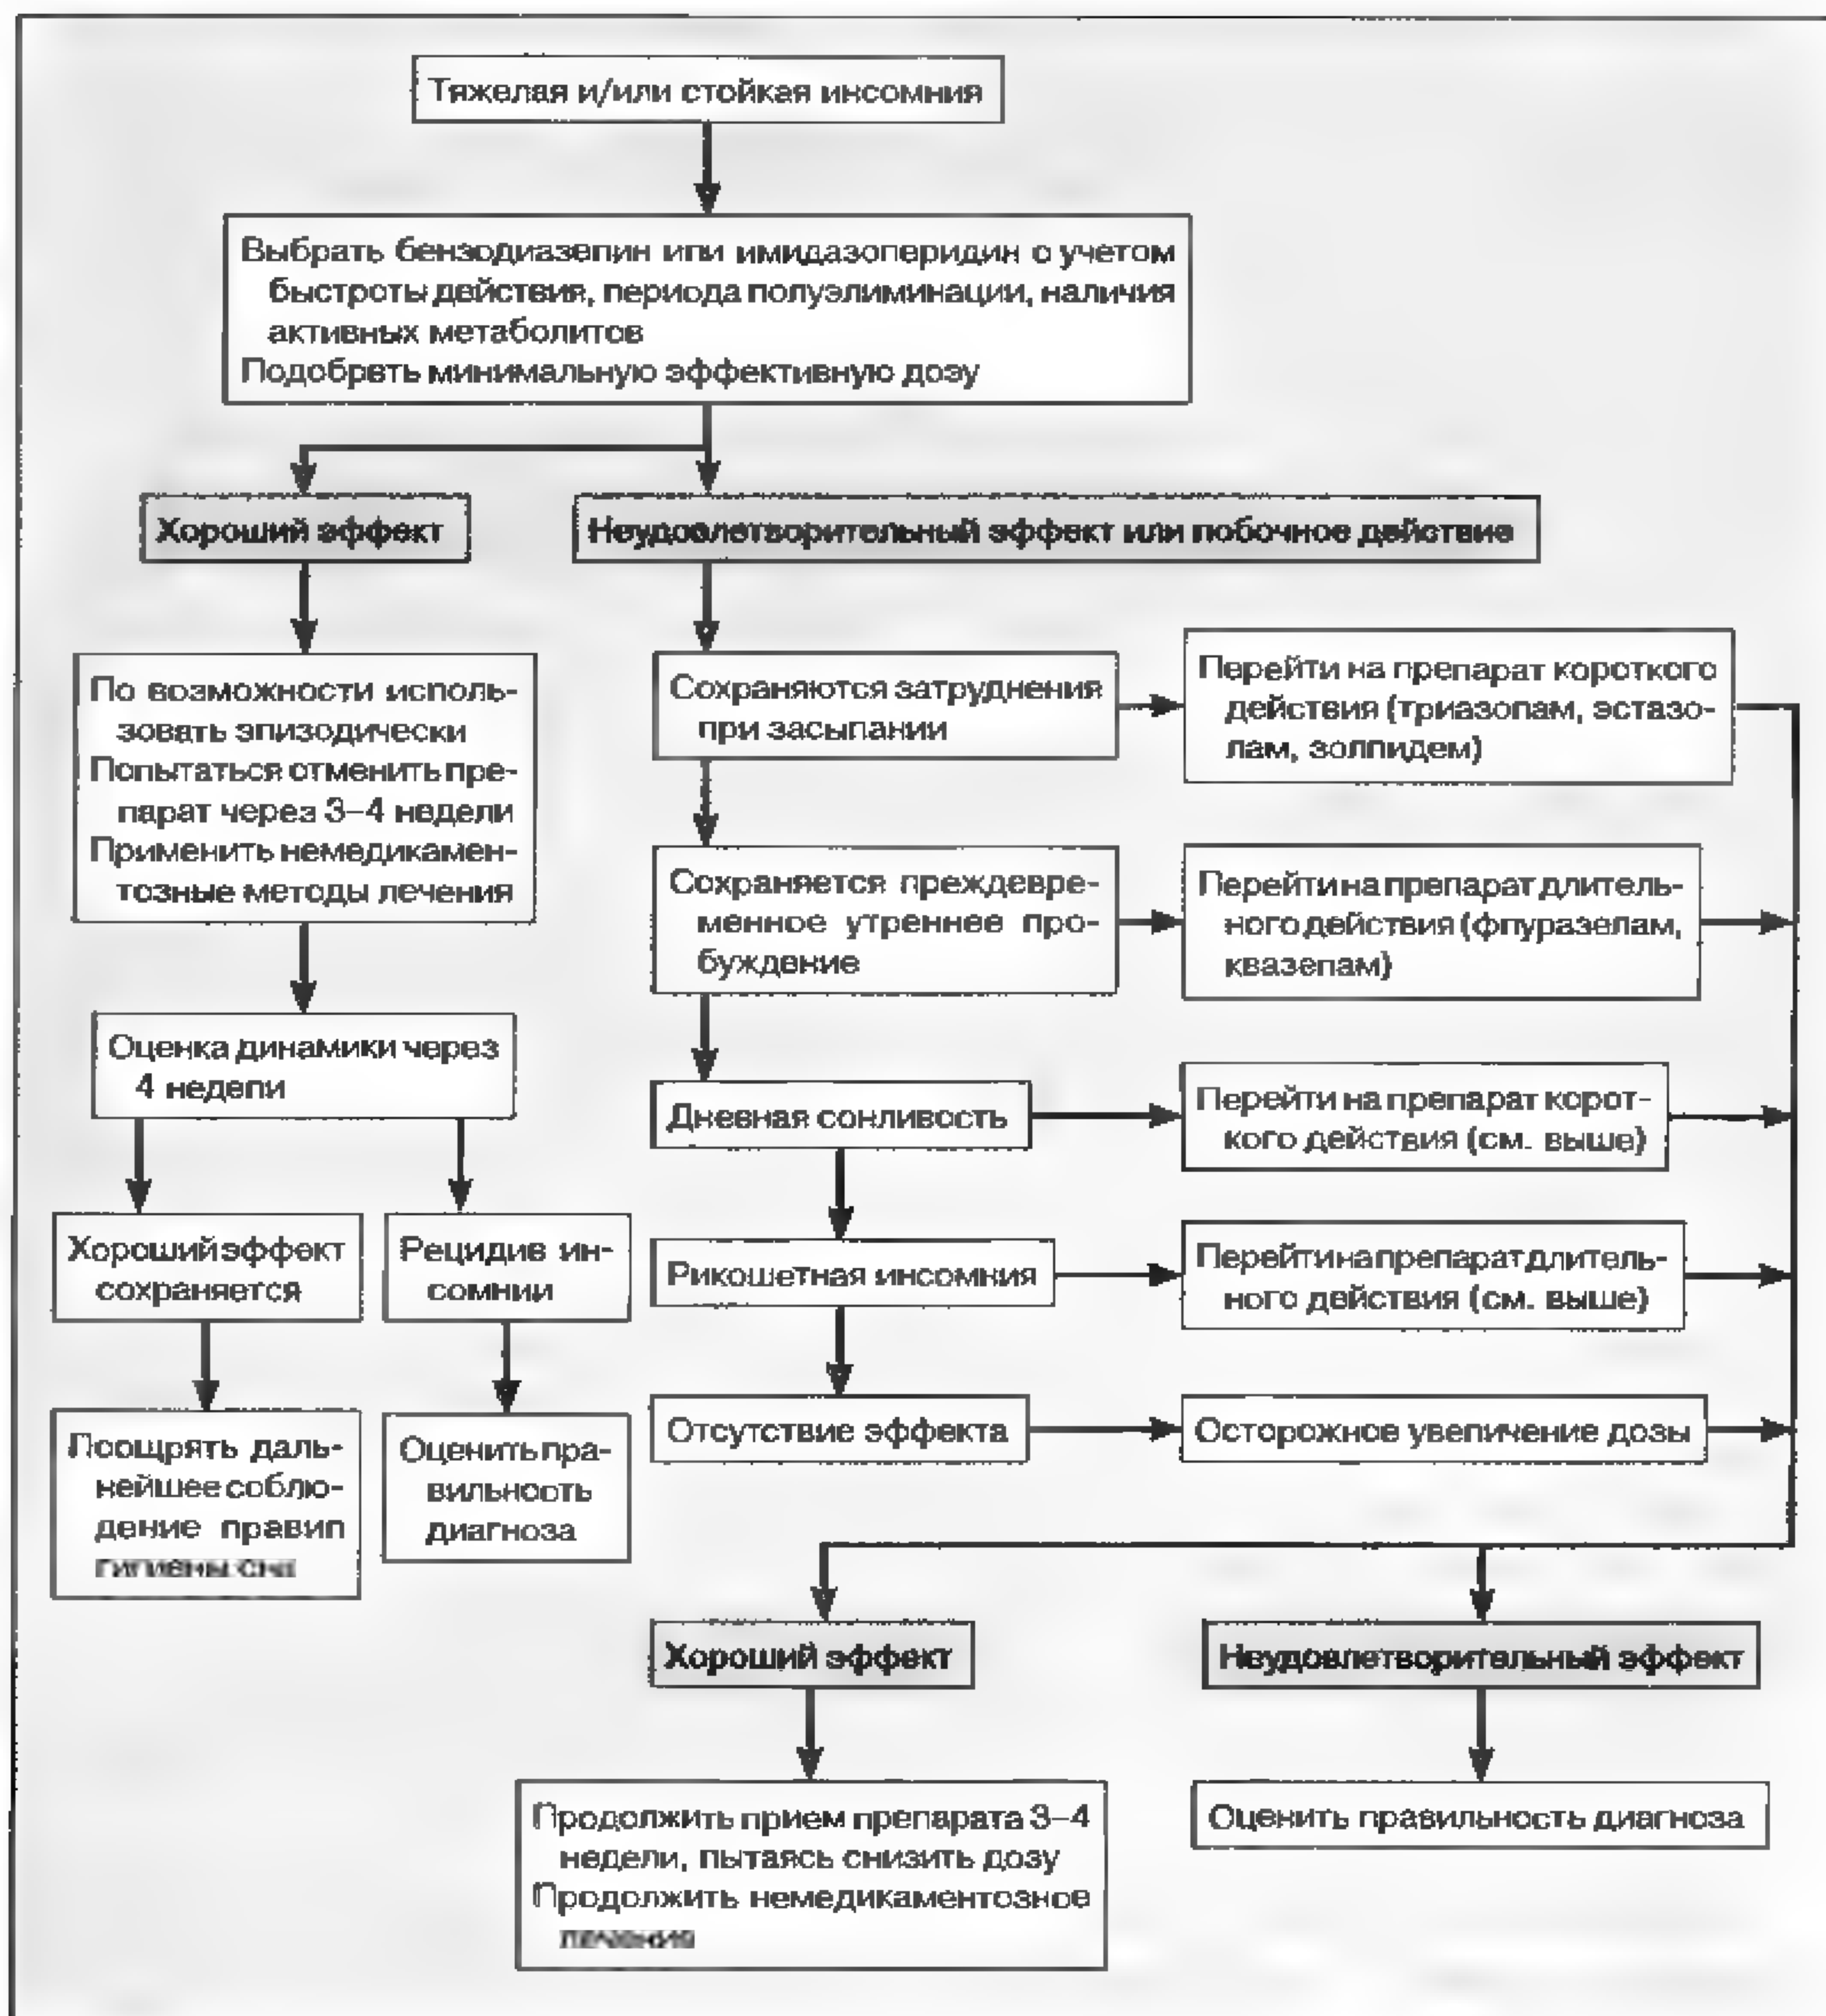 Тяжелая и/или стойкая инсомния
Выбрать бензодиазепин или имидазоперидин с учетом
быстроты действия, периода полуэлиминации, наличия
активных метаболитов
Подобрать минимальную эффективную дозу
Хороший эффект
Неудовлетворительный эффект или побочное действие
По возможности исполь-
зовать эпизодически
Попытаться отменить пре-
парат через 3–4 недели
Применить немедикамен-
тозные методы лечения
Оценка динамики через
4 недели
Хороший эффект
сохраняется
Рецидив ин-
сомнии
Поощрять даль-
нейшее соблю-
дение правил
гигиены сна
Оценить пра-
вильность
диагноза
Сохраняются затруднения
при засыпании
Перейти на препарат короткого
действия (триазолам, эстазо-
лам, золпидем)
Сохраняется преждевре-
менное утреннее про-
буждение
Перейти на препарат длитель-
ного действия (флуразепам,
квазепам)
Дневная сонливость
Перейти на препарат корот-
кого действия (см. выше)
Рикошетная инсомния
Перейти на препарат длитель-
ного действия (см. выше)
Отсутствие эффекта
Осторожное увеличение дозы
Хороший эффект
Неудовлетворительный эффект
Продолжить прием препарата 3–4
недели, пытаясь снизить дозу
Продолжить немедикаментозное
лечение
Оценить правильность диагноза